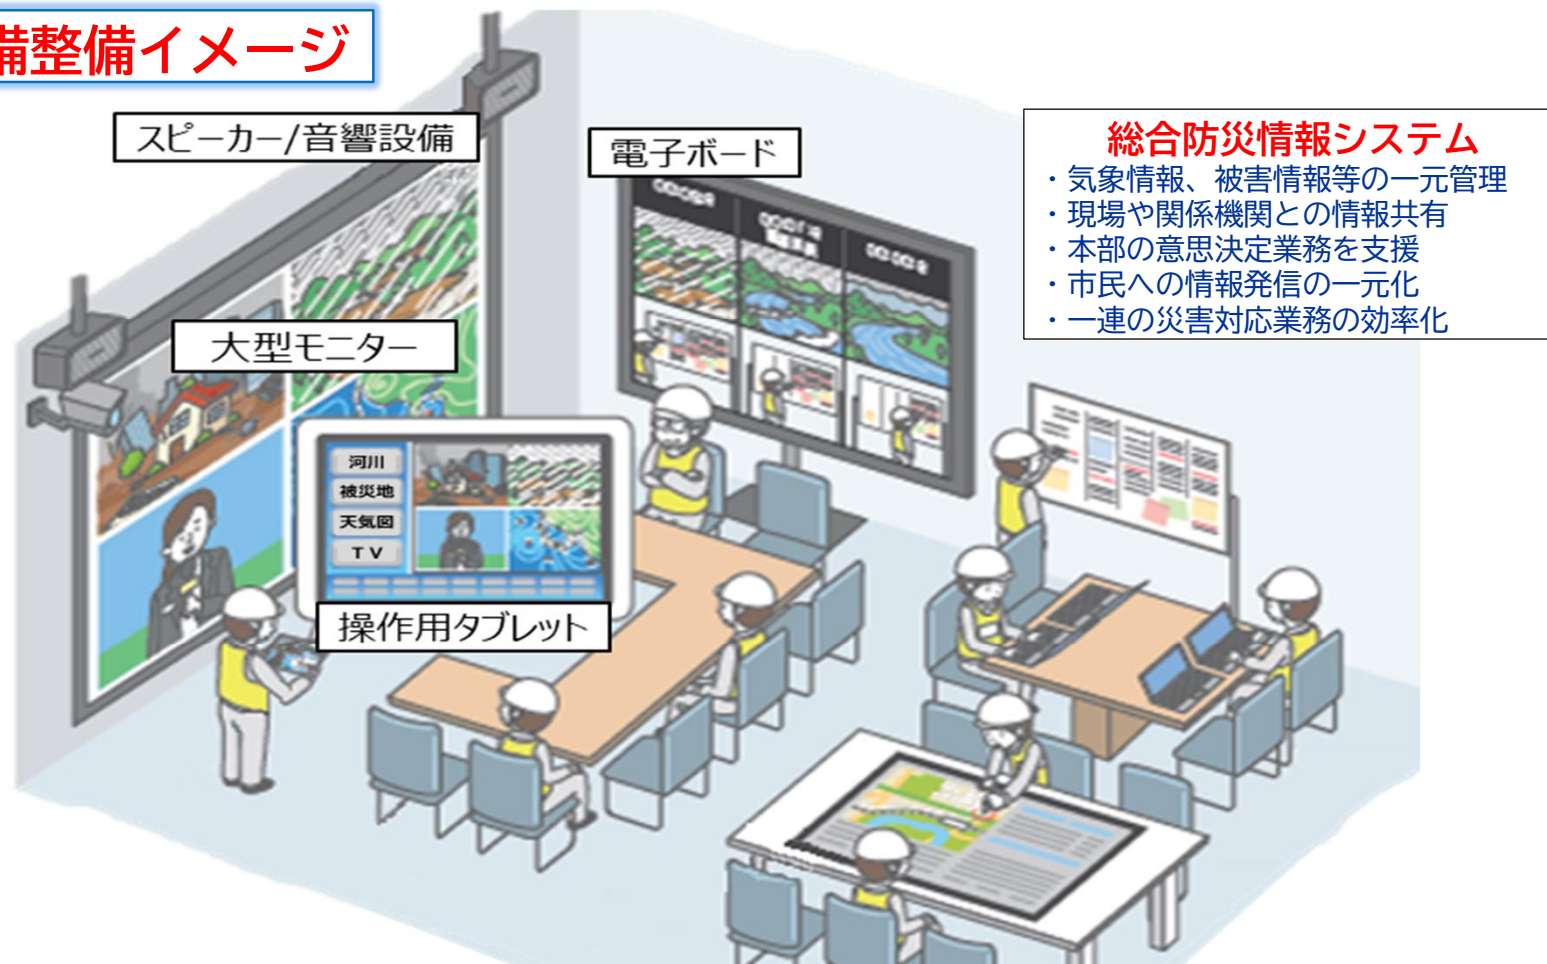 備整備イメージ
スピーカー/音響設備
電子ボード
総合防災情報システム
・気象情報、被害情報等の一元管理
・現場や関係機関との情報共有
・本部の意思決定業務を支援
・市民への情報発信の一元化
・一連の災害対応業務の効率化
大型モニター
河川
被災地
天気図
TV
操作用タブレット